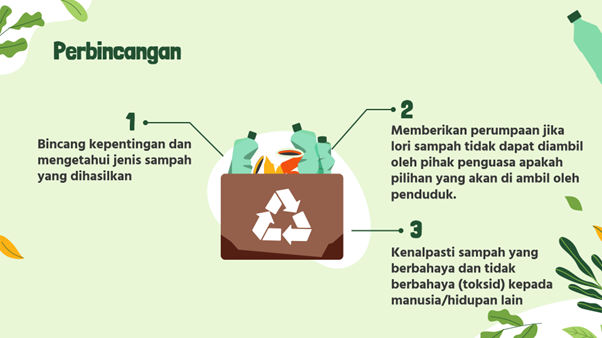 Perbincangan
1
Bincang kepentingan dan
mengetahui jenis sampah
yang dihasilkan
2
Memberikan perumpaan jika
lori sampah tidak dapat diambil
oleh pihak penguasa apakah
pilihan yang akan di ambil oleh
penduduk.
3
Kenalpasti sampah yang
berbahaya dan tidak
berbahaya (toksid) kepada
manusia/hidupan lain